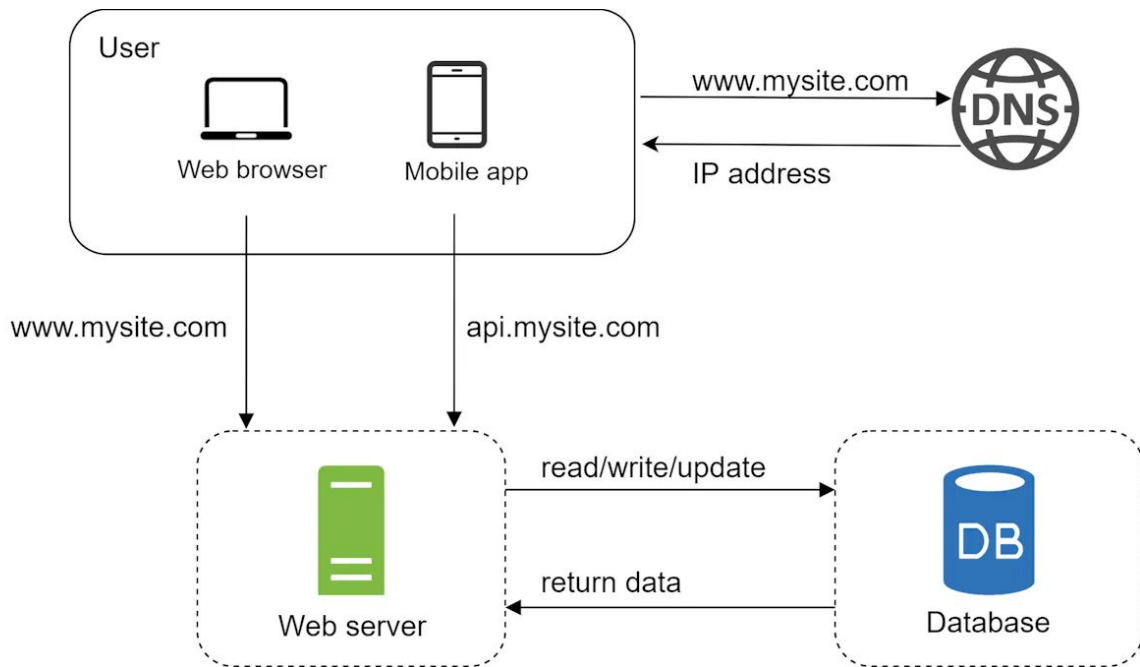 User
www.mysite.com
DNS
Web browser
Mobile app
IP address
www.mysite.com
api.mysite.com
read/write/update
DB
return data
Web server
Database